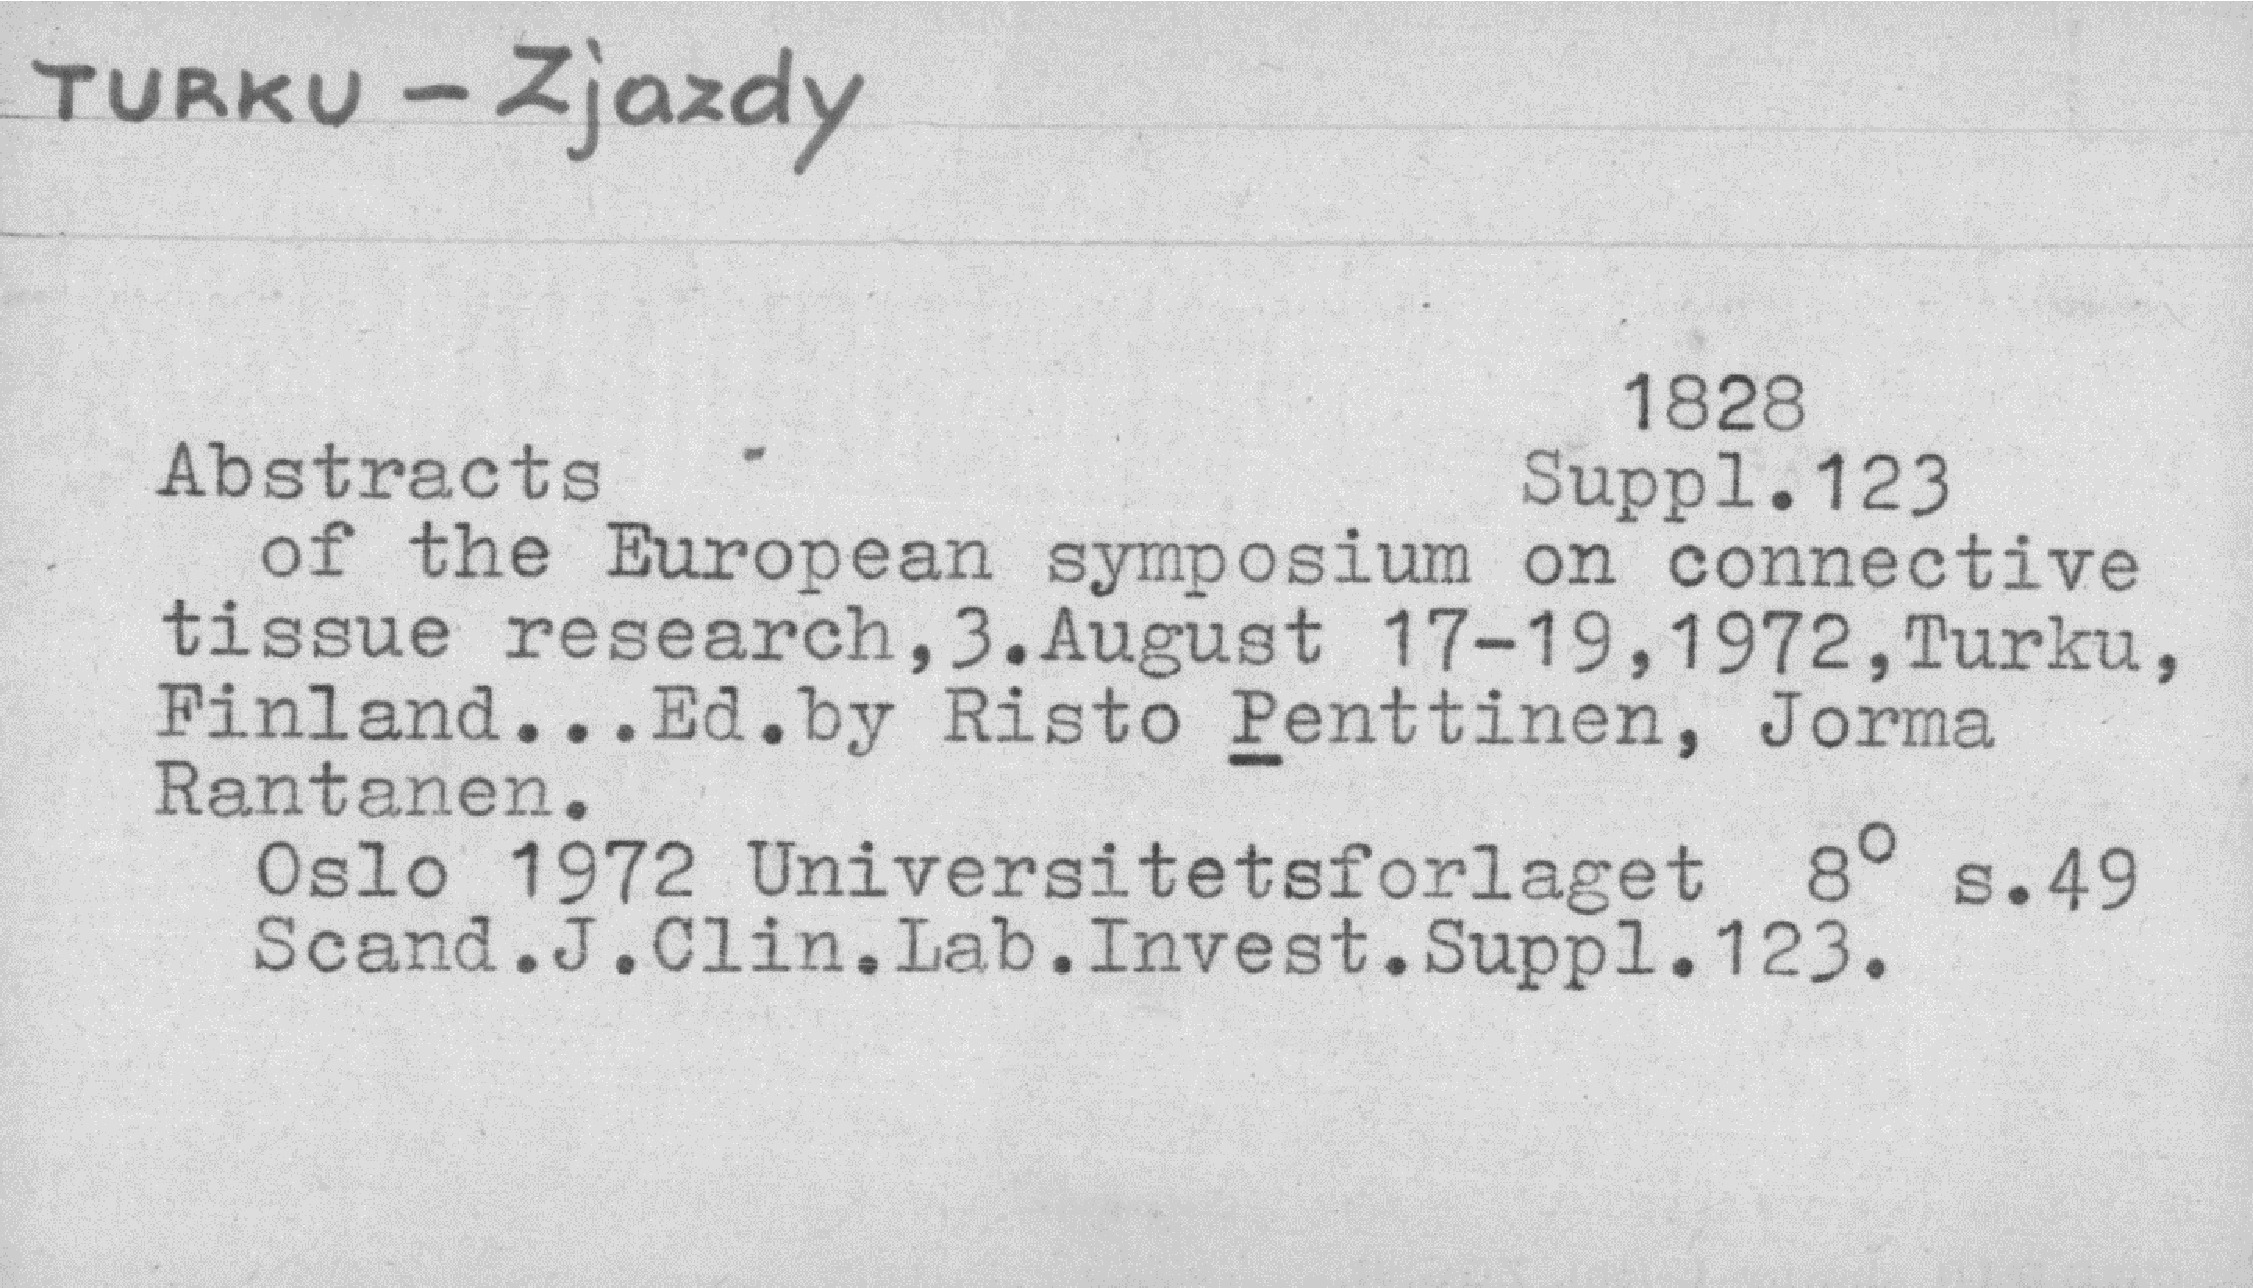 TURKU – Zjazdy
1828
Abstracts Suppl.123
of the European symposium on connective
tissue research,3.August 17-19,1972,Turku,
Finland...Ed.by Risto Penttinen, Jorma
Rantanen.
Oslo 1972 Universitetsforlaget 8° s.49
Scand.J.Clin.Lab.Invest.Suppl.123.